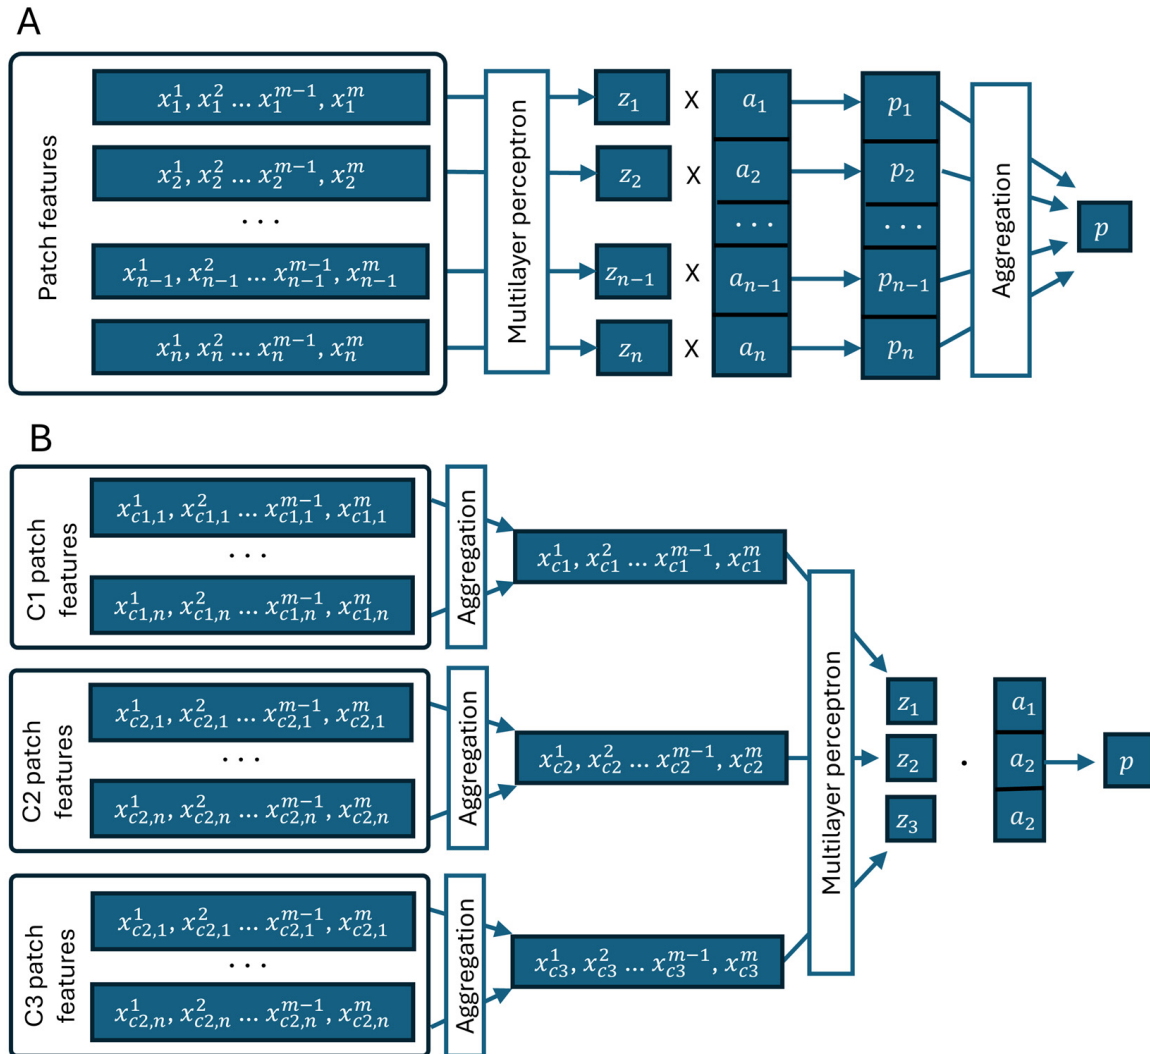 A
Patch features
x_1^1, x_1^2 ... x_1^{m-1}, x_1^m
x_2^1, x_2^2 ... x_2^{m-1}, x_2^m
...
x_{n-1}^1, x_{n-1}^2 ... x_{n-1}^{m-1}, x_{n-1}^m
x_n^1, x_n^2 ... x_n^{m-1}, x_n^m
Multilayer perceptron
z_1 X a_1 p_1
z_2 X a_2 p_2
... ...
z_{n-1} X a_{n-1} p_{n-1}
z_n X a_n p_n
Aggregation
p
B
C1 patch
features
x_{c1,1}^1, x_{c1,1}^2 ... x_{c1,1}^{m-1}, x_{c1,1}^m
...
x_{c1,n}^1, x_{c1,n}^2 ... x_{c1,n}^{m-1}, x_{c1,n}^m
Aggregation
x_{c1}^1, x_{c1}^2 ... x_{c1}^{m-1}, x_{c1}^m
C2 patch
features
x_{c2,1}^1, x_{c2,1}^2 ... x_{c2,1}^{m-1}, x_{c2,1}^m
...
x_{c2,n}^1, x_{c2,n}^2 ... x_{c2,n}^{m-1}, x_{c2,n}^m
Aggregation
x_{c2}^1, x_{c2}^2 ... x_{c2}^{m-1}, x_{c2}^m
C3 patch
features
x_{c2,1}^1, x_{c2,1}^2 ... x_{c2,1}^{m-1}, x_{c2,1}^m
...
x_{c2,n}^1, x_{c2,n}^2 ... x_{c2,n}^{m-1}, x_{c2,n}^m
Aggregation
x_{c3}^1, x_{c3}^2 ... x_{c3}^{m-1}, x_{c3}^m
Multilayer perceptron
z_1 a_1
z_2 · a_2 p
z_3 a_2